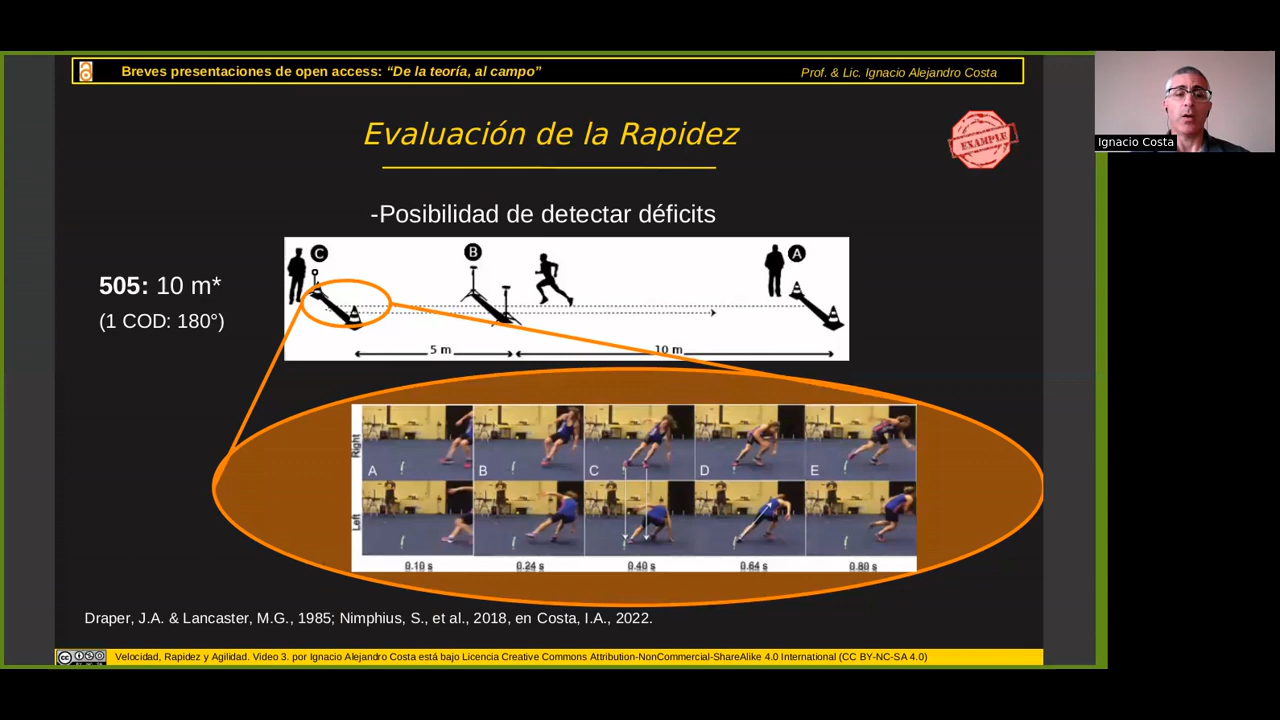 Breves presentaciones de open access: “De la teoría, al campo”
Prof. & Lic. Ignacio Alejandro Costa
Ignacio Costa
Evaluación de la Rapidez
EXAMPLE
-Posibilidad de detectar déficits
505: 10 m*
(1 COD: 180°)
C
B
A
5 m
10 m
Right
A
B
C
D
E
Left
0.10 s
0.24 s
0.40 s
0.64 s
0.80 s
Draper, J.A. & Lancaster, M.G., 1985; Nimphius, S., et al., 2018, en Costa, I.A., 2022.
Velocidad, Rapidez y Agilidad. Video 3. por Ignacio Alejandro Costa está bajo Licencia Creative Commons Attribution-NonCommercial-ShareAlike 4.0 International (CC BY-NC-SA 4.0)